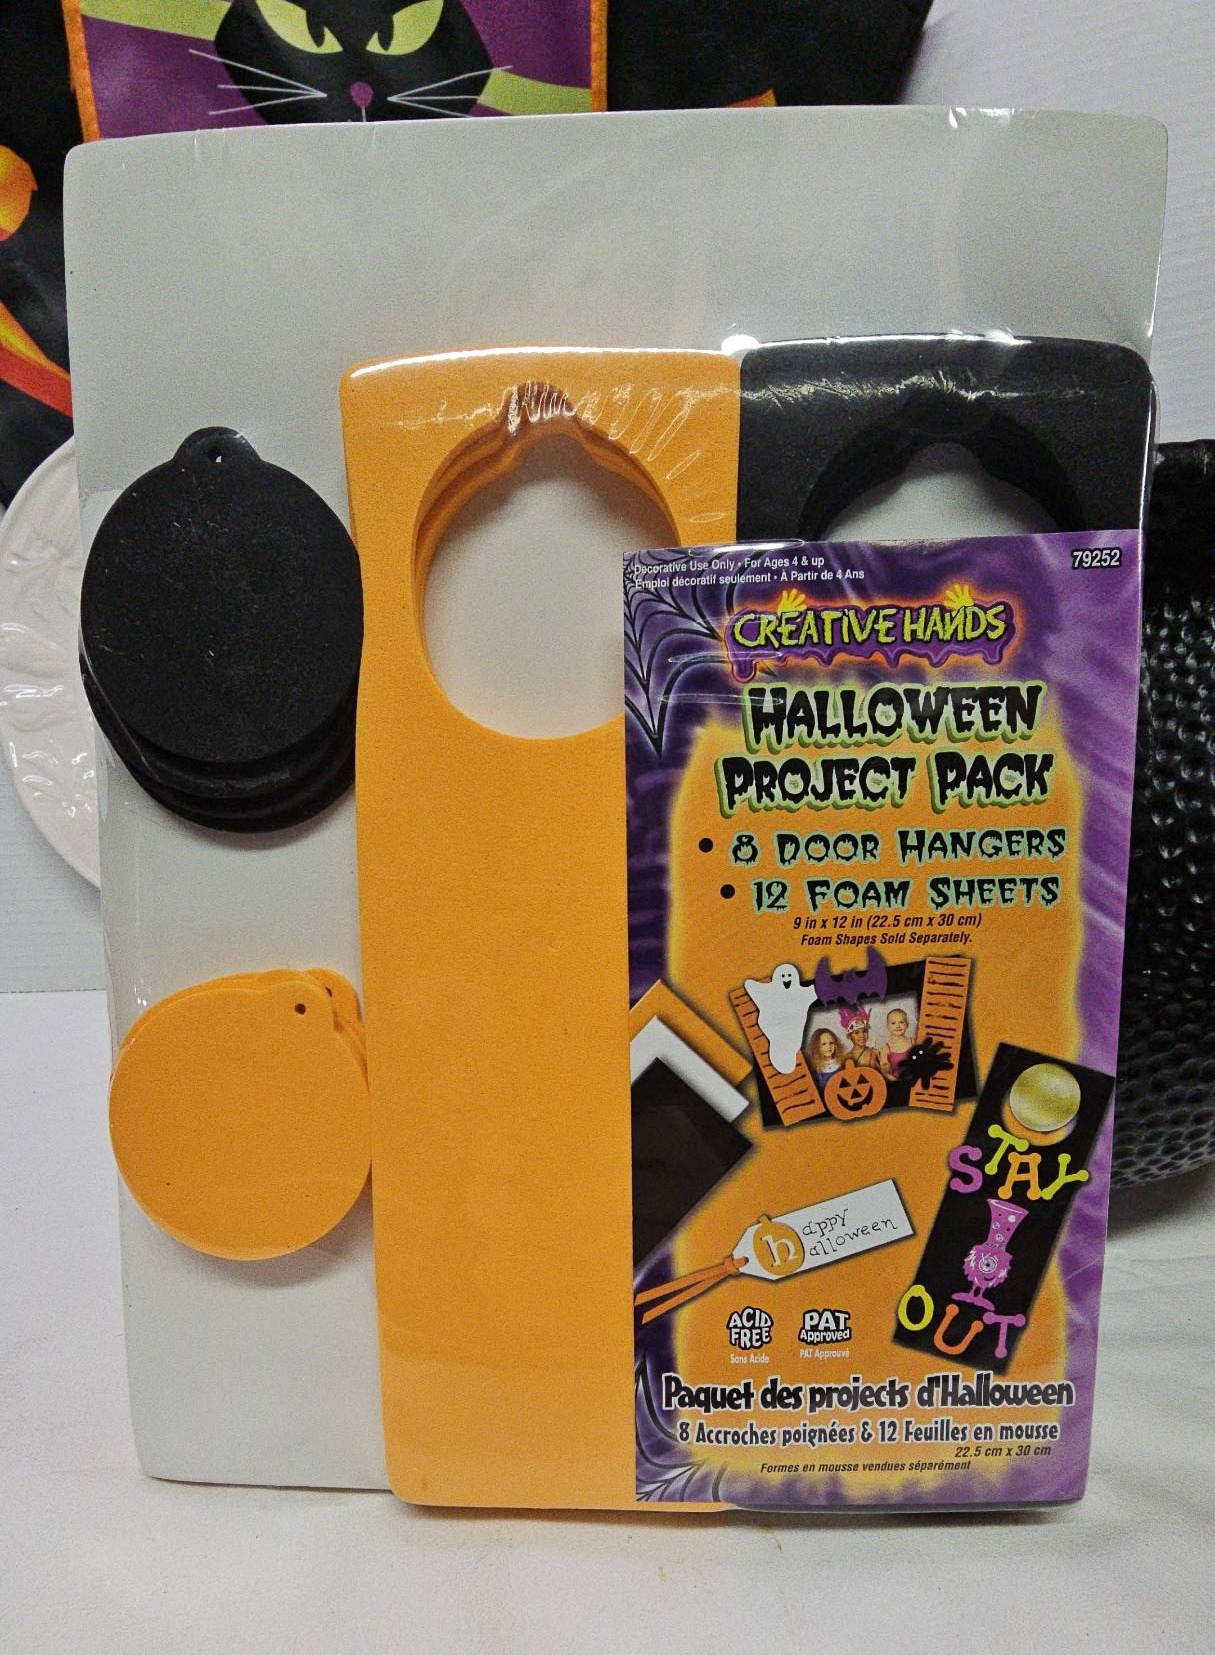 Decorative Use Only • For Ages 4 & up
Emploi décoratif seulement • À Partir de 4 Ans
79252
CREATIVE HANDS
HALLOWEEN
PROJECT PACK
• 8 DOOR HANGERS
• 12 FOAM SHEETS
9 in x 12 in (22.5 cm x 30 cm)
Foam Shapes Sold Separately.
STAY
OUT
happy
halloween
ACID
FREE
Sans Acide
PAT
Approved
PAT Approuvé
Paquet des projects d'Halloween
8 Accroches poignées & 12 Feuilles en mousse
22.5 cm x 30 cm
Formes en mousse vendues séparément